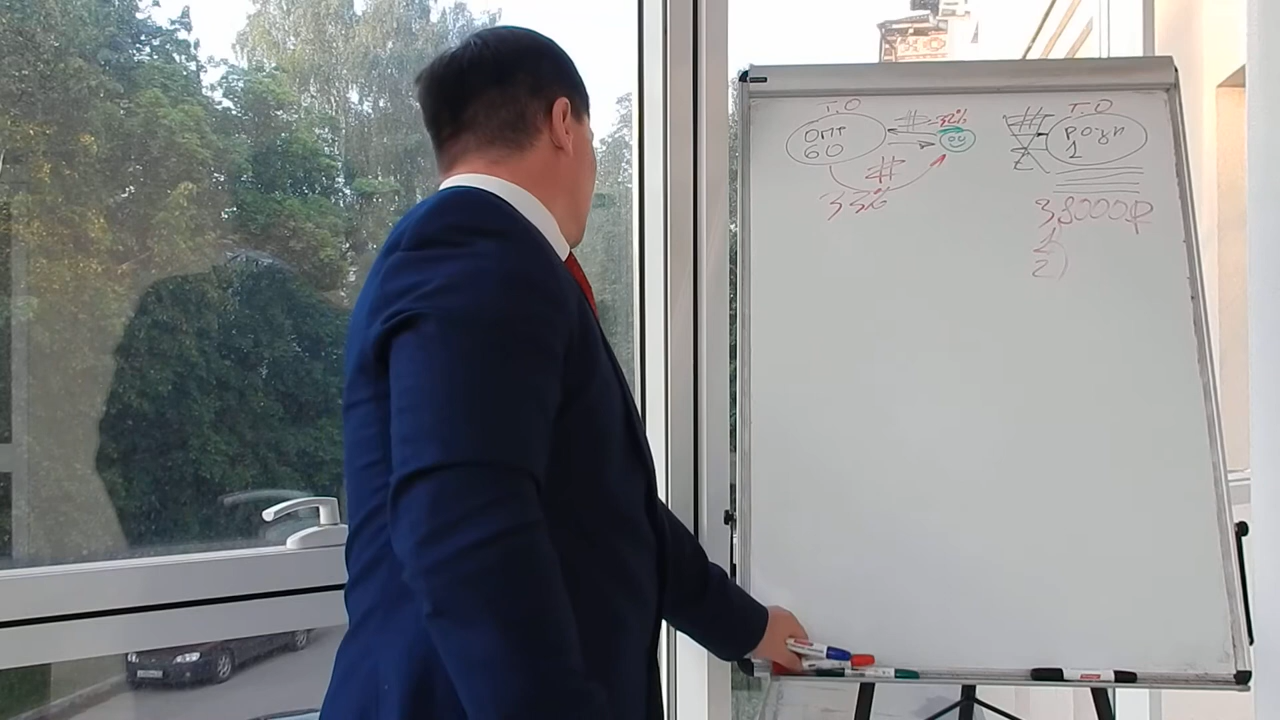 Т.О
ОПТ
60
32%
33%
Т.О
розн
1
38000₽
1)
2)